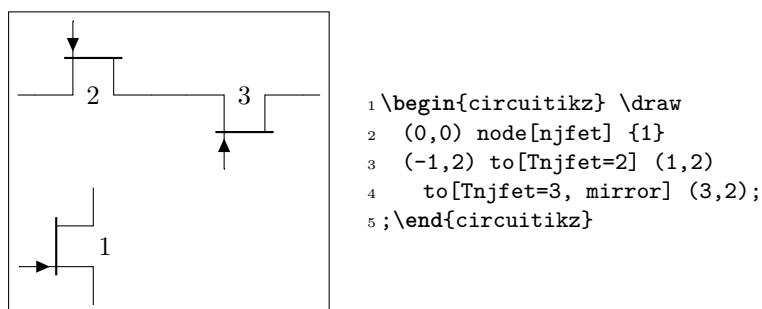 2
3
1
1 \begin{circuitikz} \draw
2 (0,0) node[njfet] {1}
3 (-1,2) to[Tnjfet=2] (1,2)
4 to[Tnjfet=3, mirror] (3,2);
5 ;\end{circuitikz}